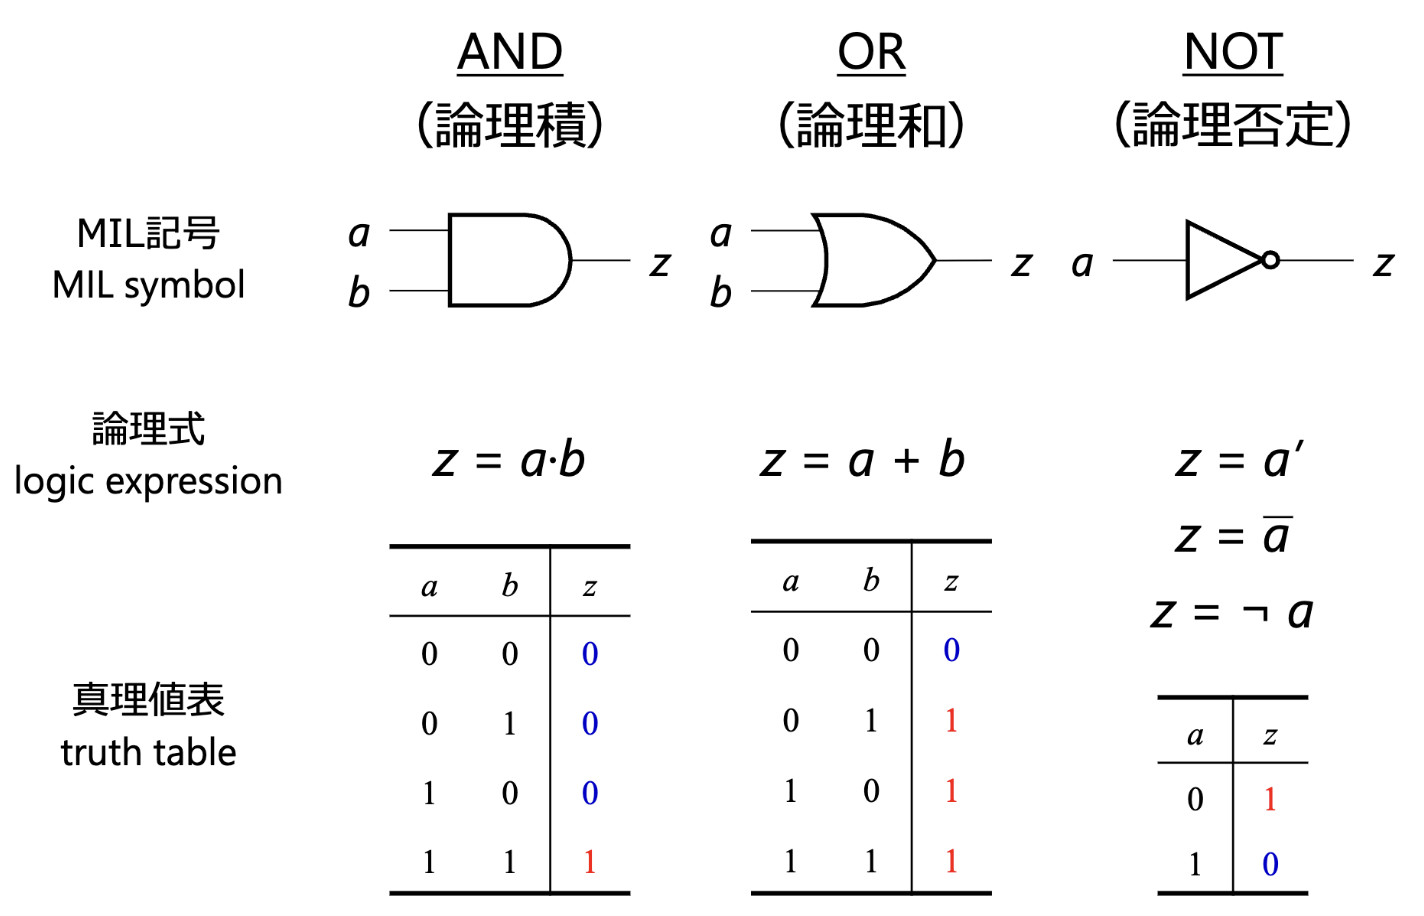 AND
(論理積)
OR
(論理和)
NOT
(論理否定)
MIL記号
MIL symbol
a
b
z
a
b
z
a
z
論理式
logic expression
z = a·b
z = a + b
z = a′
z = a̅
z = ¬ a
真理値表
truth table
a b z
0 0 0
0 1 0
1 0 0
1 1 1
a b z
0 0 0
0 1 1
1 0 1
1 1 1
a z
0 1
1 0